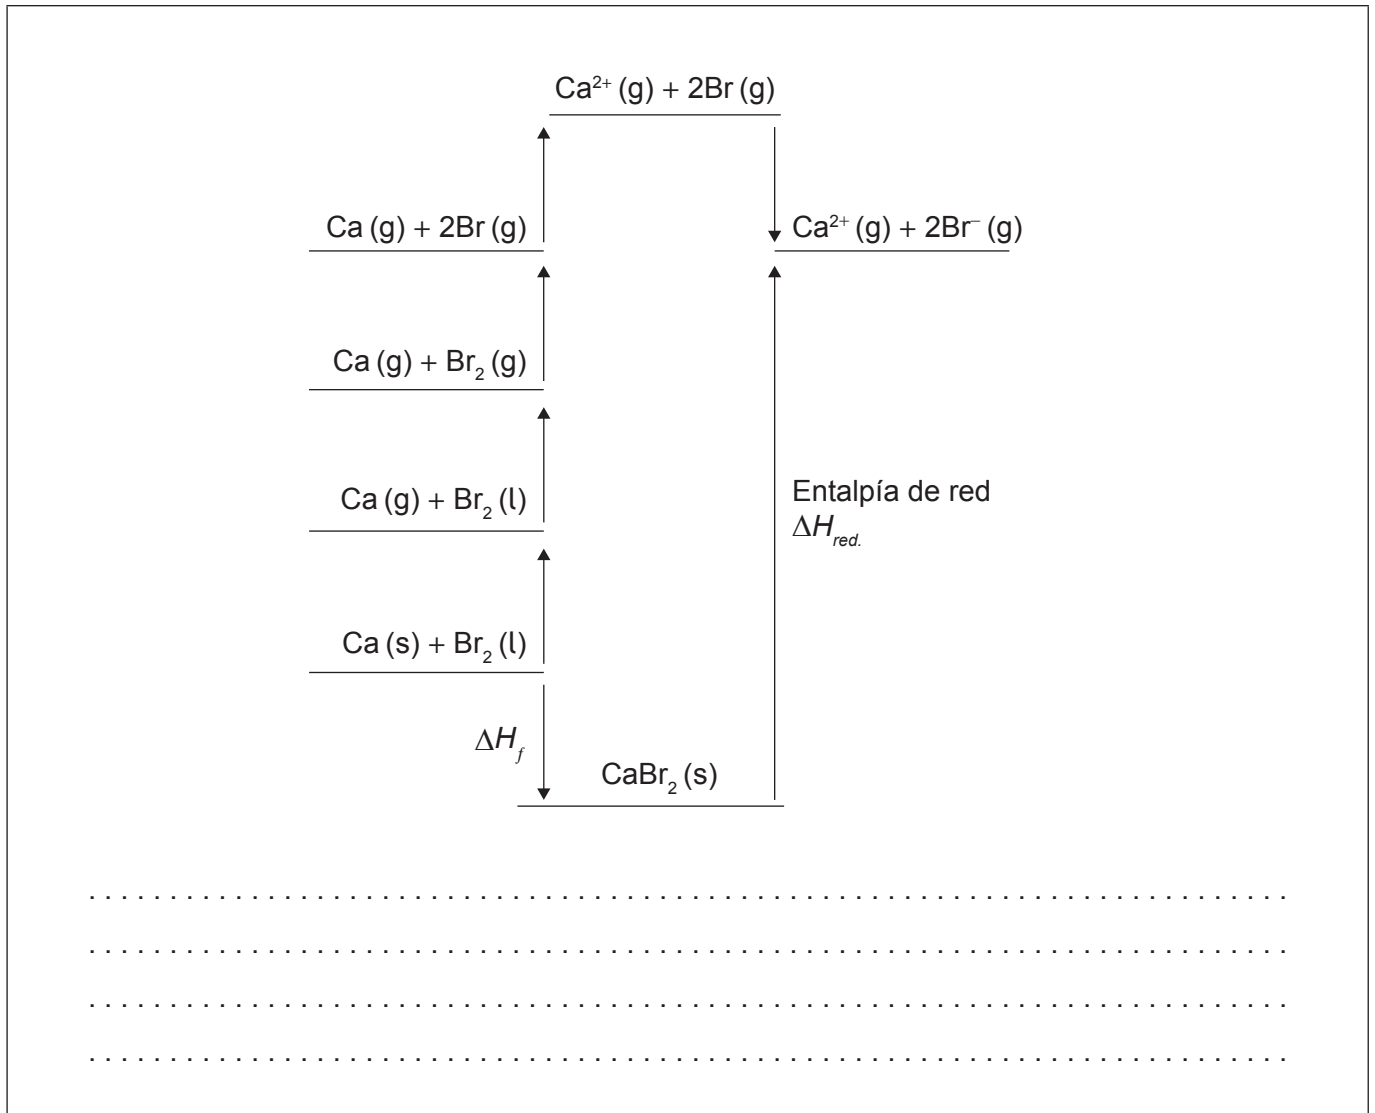 Ca²⁺ (g) + 2Br (g)
Ca (g) + 2Br (g)
Ca²⁺ (g) + 2Br⁻ (g)
Ca (g) + Br₂ (g)
Ca (g) + Br₂ (l)
Entalpía de red
ΔH_red.
Ca (s) + Br₂ (l)
ΔH_f
CaBr₂ (s)